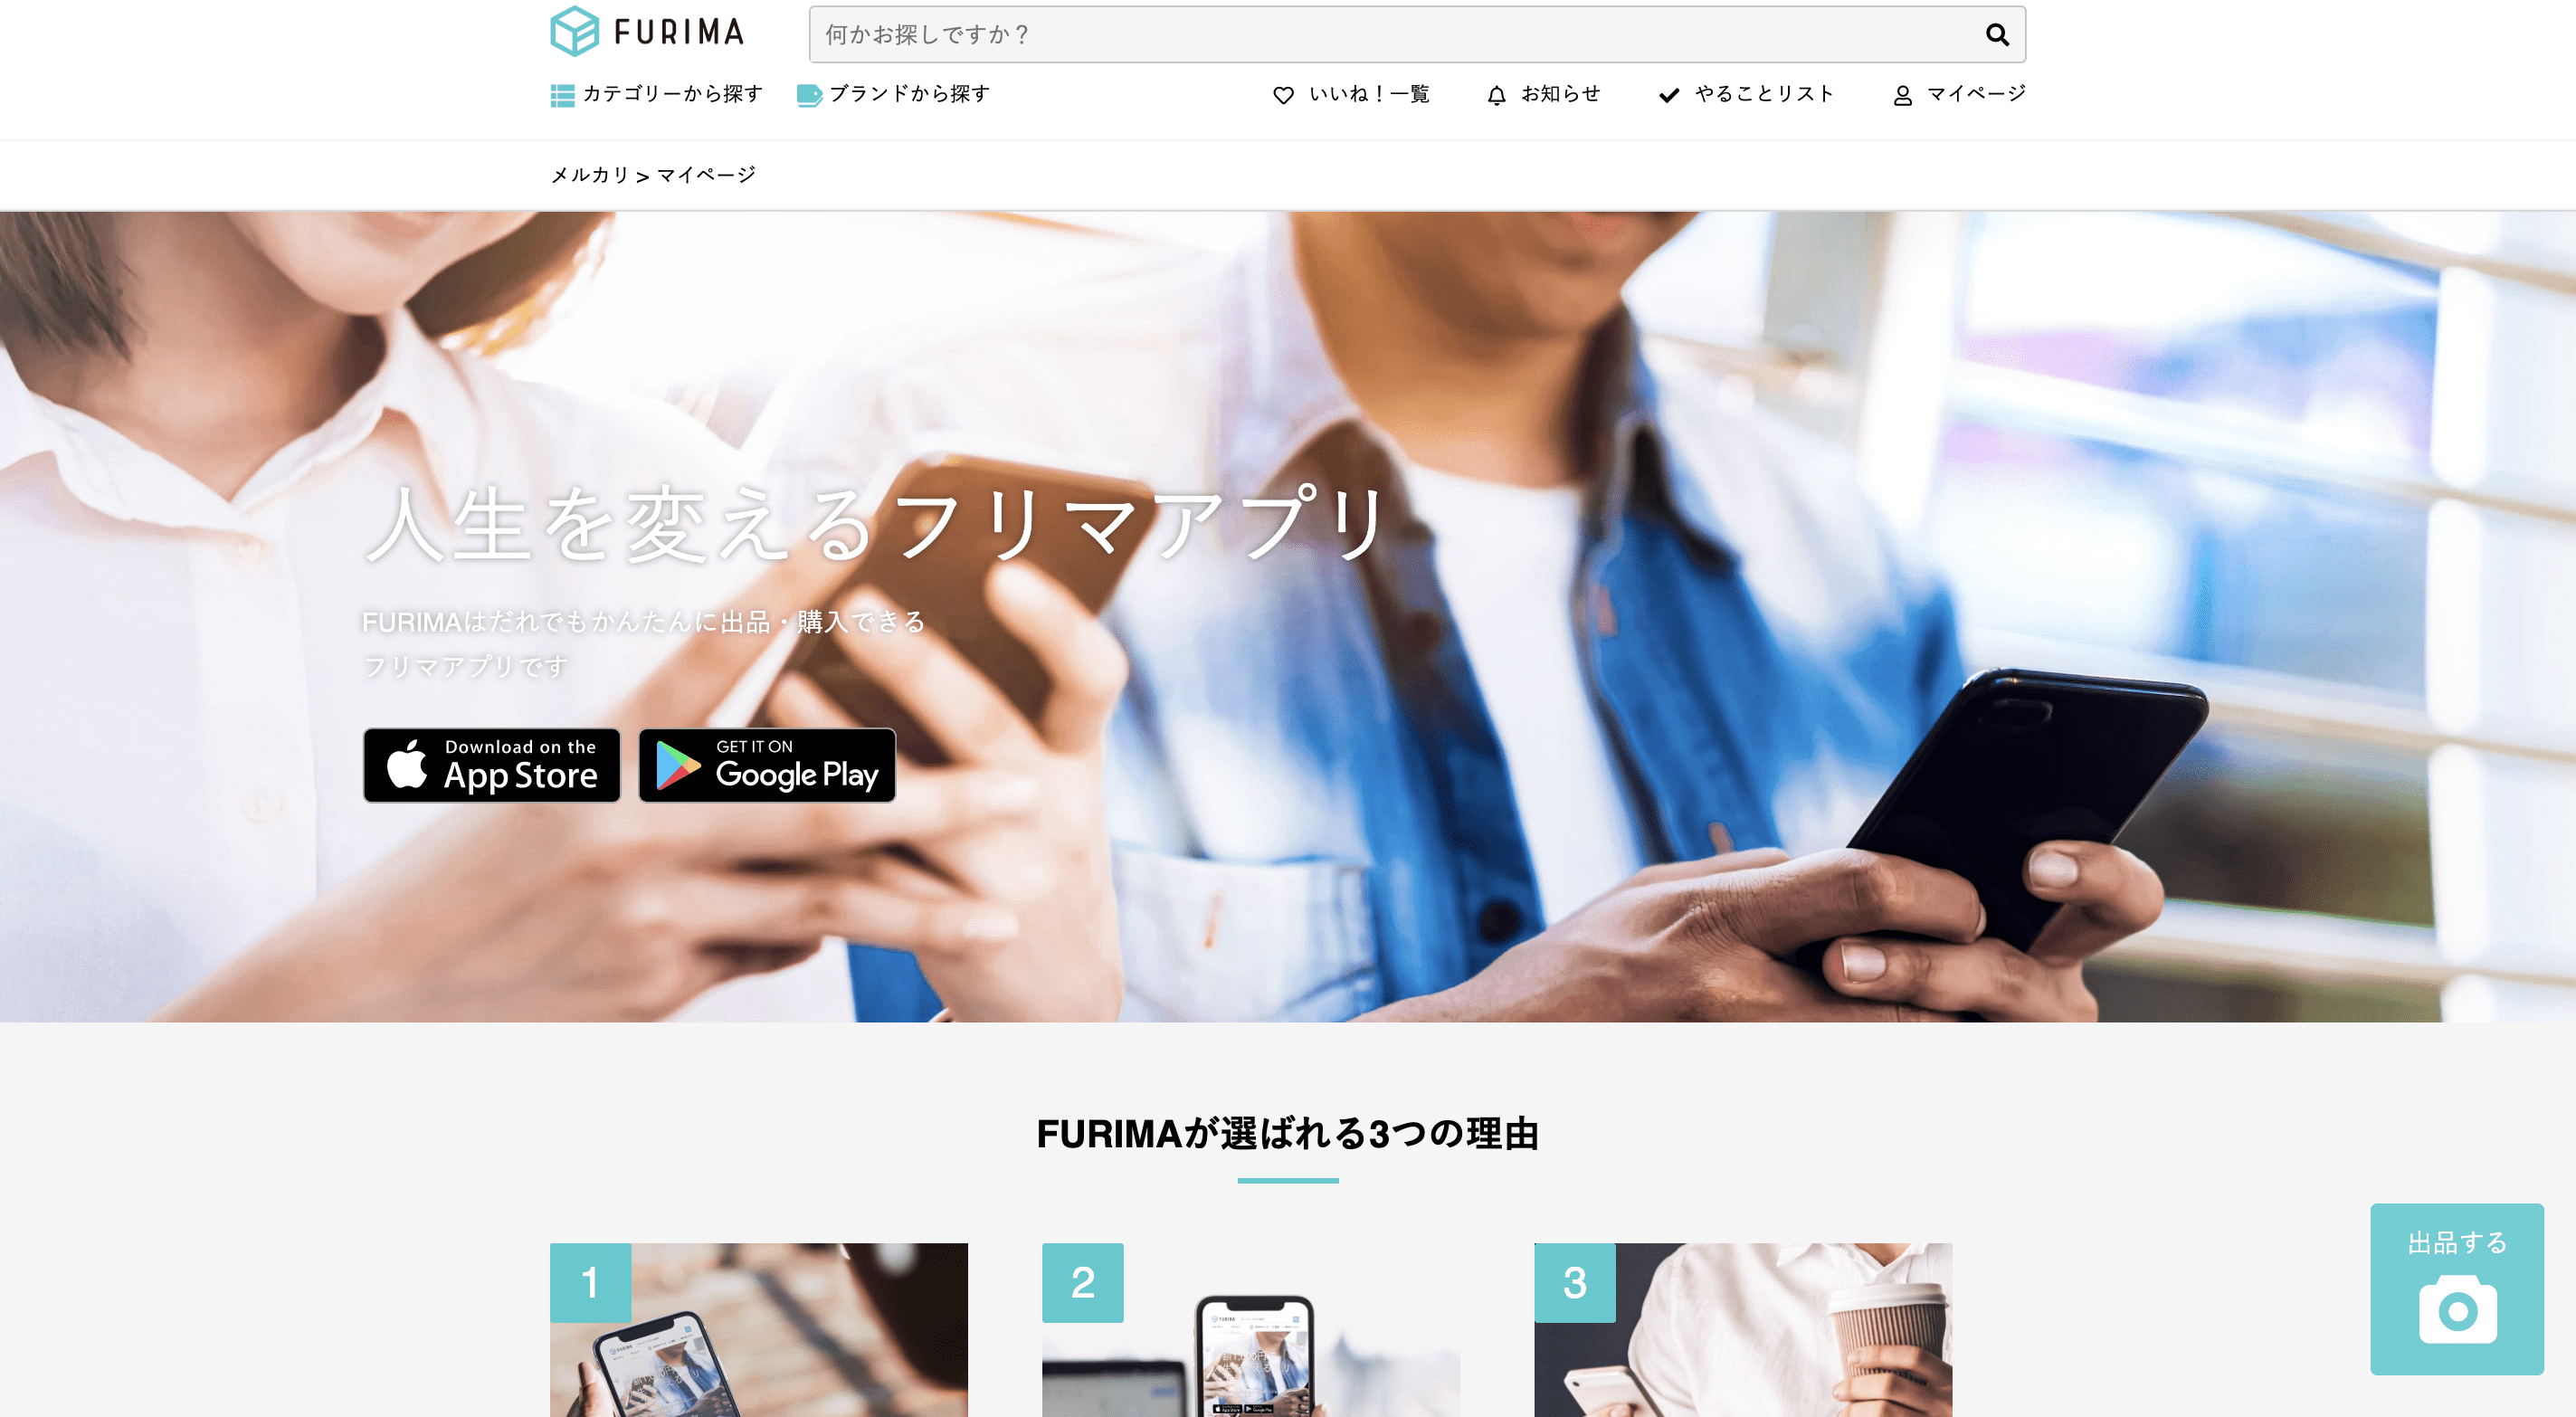 FURIMA
何かお探しですか？
カテゴリーから探す ブランドから探す いいね！一覧 お知らせ やることリスト マイページ
メルカリ > マイページ
人生を変えるフリマアプリ
FURIMAはだれでもかんたんに出品・購入できる
フリマアプリです
Download on the
App Store
GET IT ON
Google Play
FURIMAが選ばれる3つの理由
1
2
3
出品する